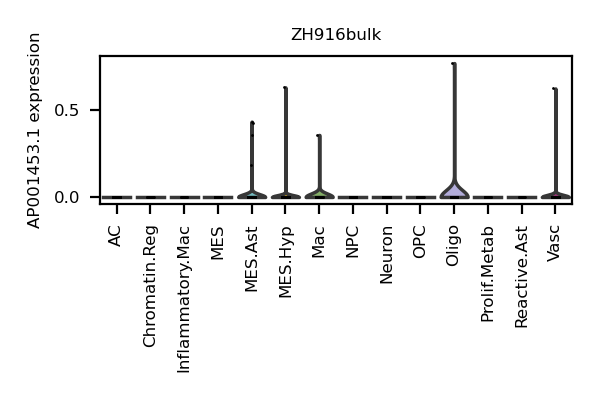 ZH916bulk
AP001453.1 expression
0.5
0.0
AC
Chromatin.Reg
Inflammatory.Mac
MES
MES.Ast
MES.Hyp
Mac
NPC
Neuron
OPC
Oligo
Prolif.Metab
Reactive.Ast
Vasc